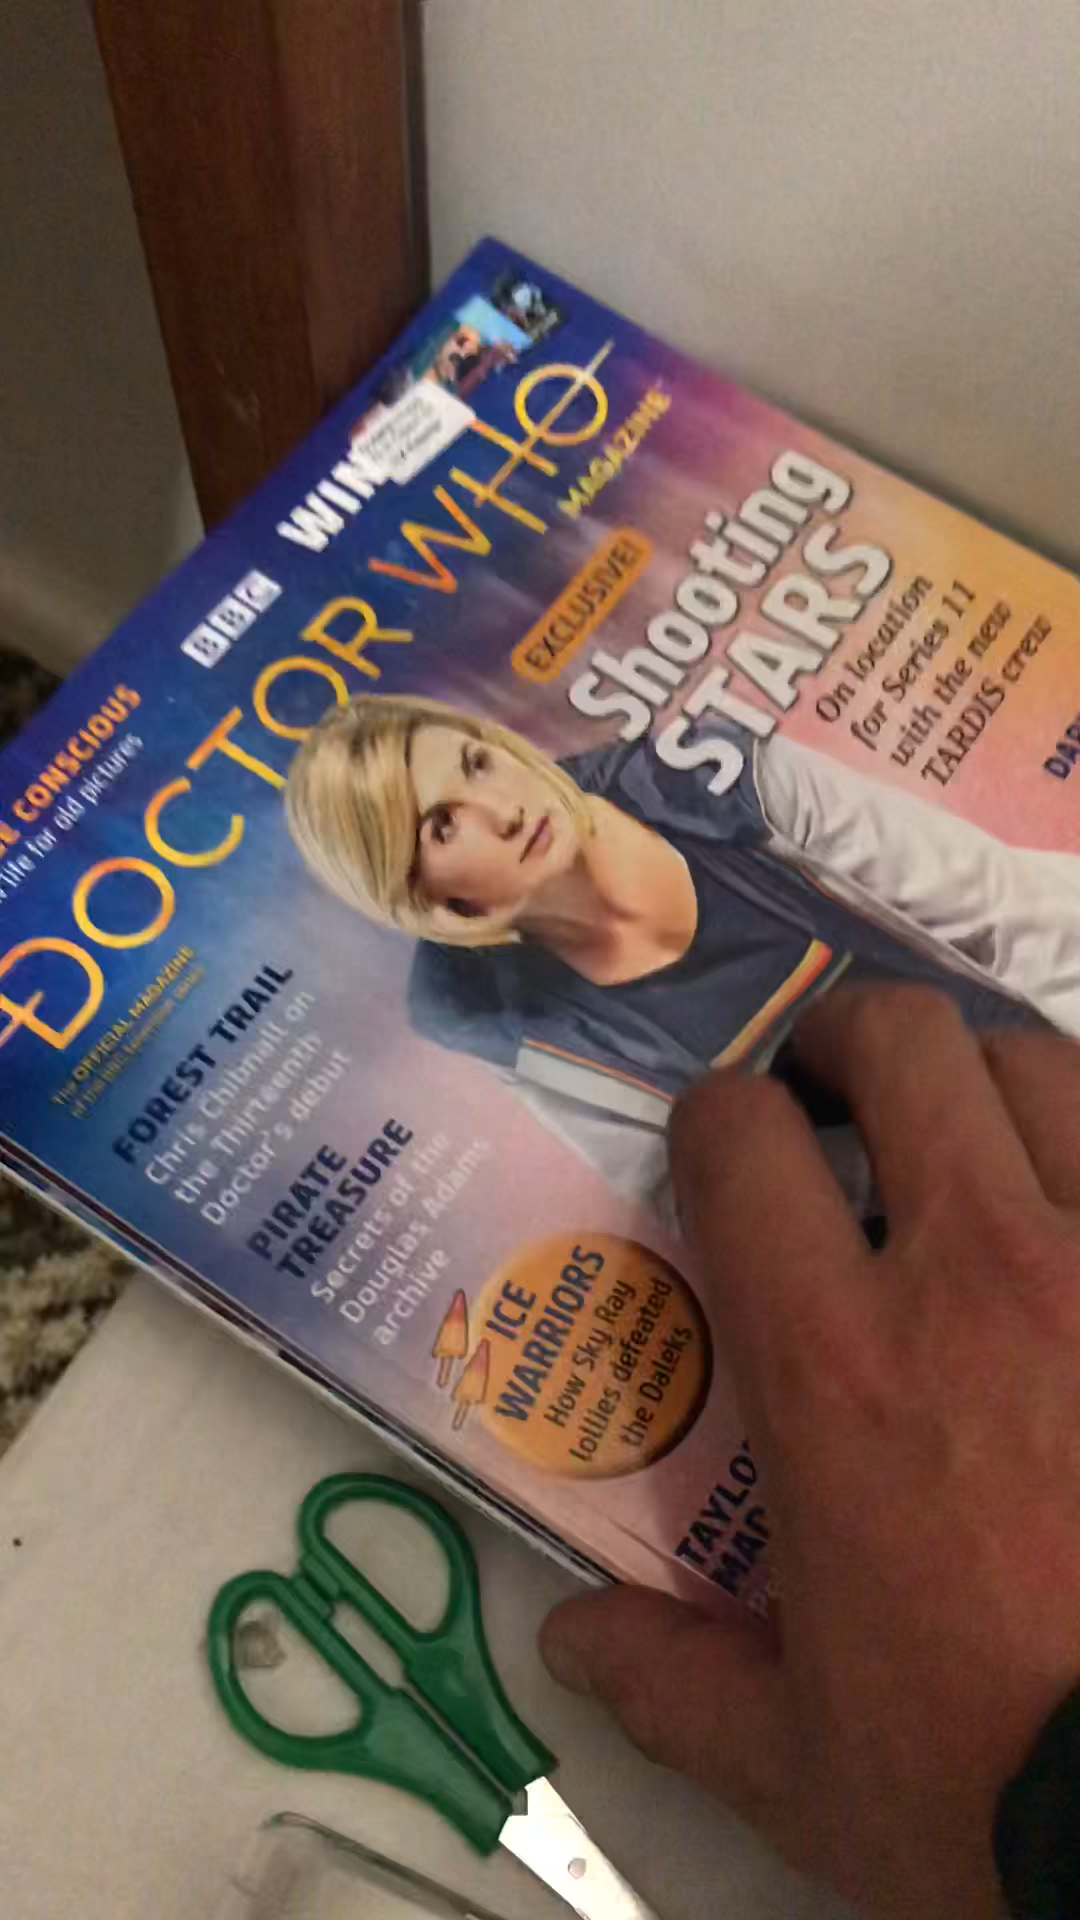 WIN
CONSCIOUS
life for old pictures
BBC
DOCTOR WHO
MAGAZINE
The OFFICIAL MAGAZINE
EXCLUSIVE!
Shooting
STARS
On location
for Series 11
with the new
TARDIS crew
FOREST TRAIL
Chris Chibnall on
the Thirteenth
Doctor's debut
PIRATE
TREASURE
Secrets of the
Douglas Adams
archive
ICE
WARRIORS
How Sky Ray
lollies defeated
the Daleks